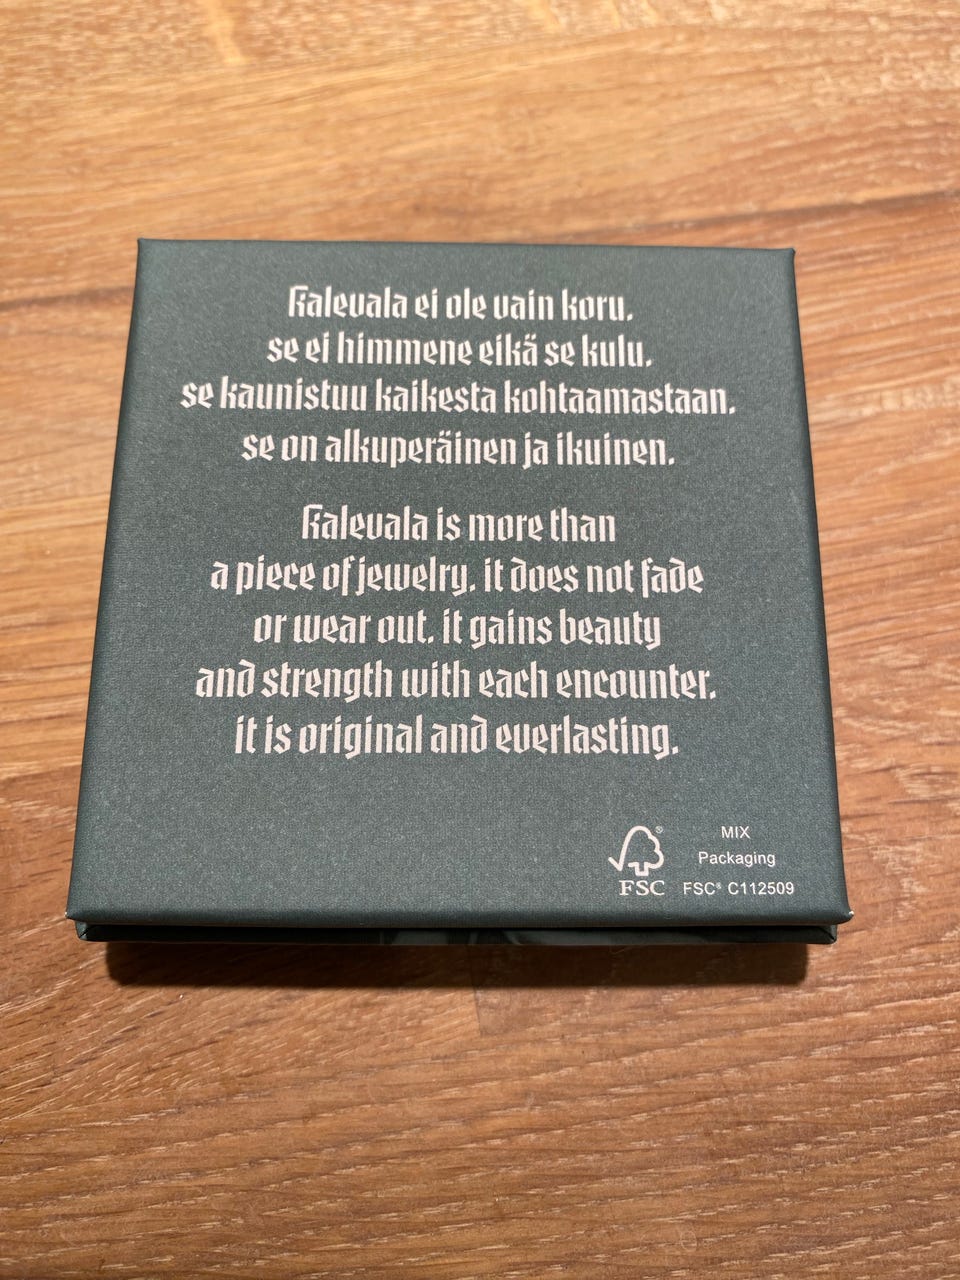 Kalevala ei ole vain koru.
se ei himmene eikä se kulu.
se kaunistuu kaikesta kohtaamastaan.
se on alkuperäinen ja ikuinen.
Kalevala is more than
a piece of jewelry. it does not fade
or wear out. it gains beauty
and strength with each encounter.
it is original and everlasting.
®
FSC
MIX
Packaging
FSC® C112509